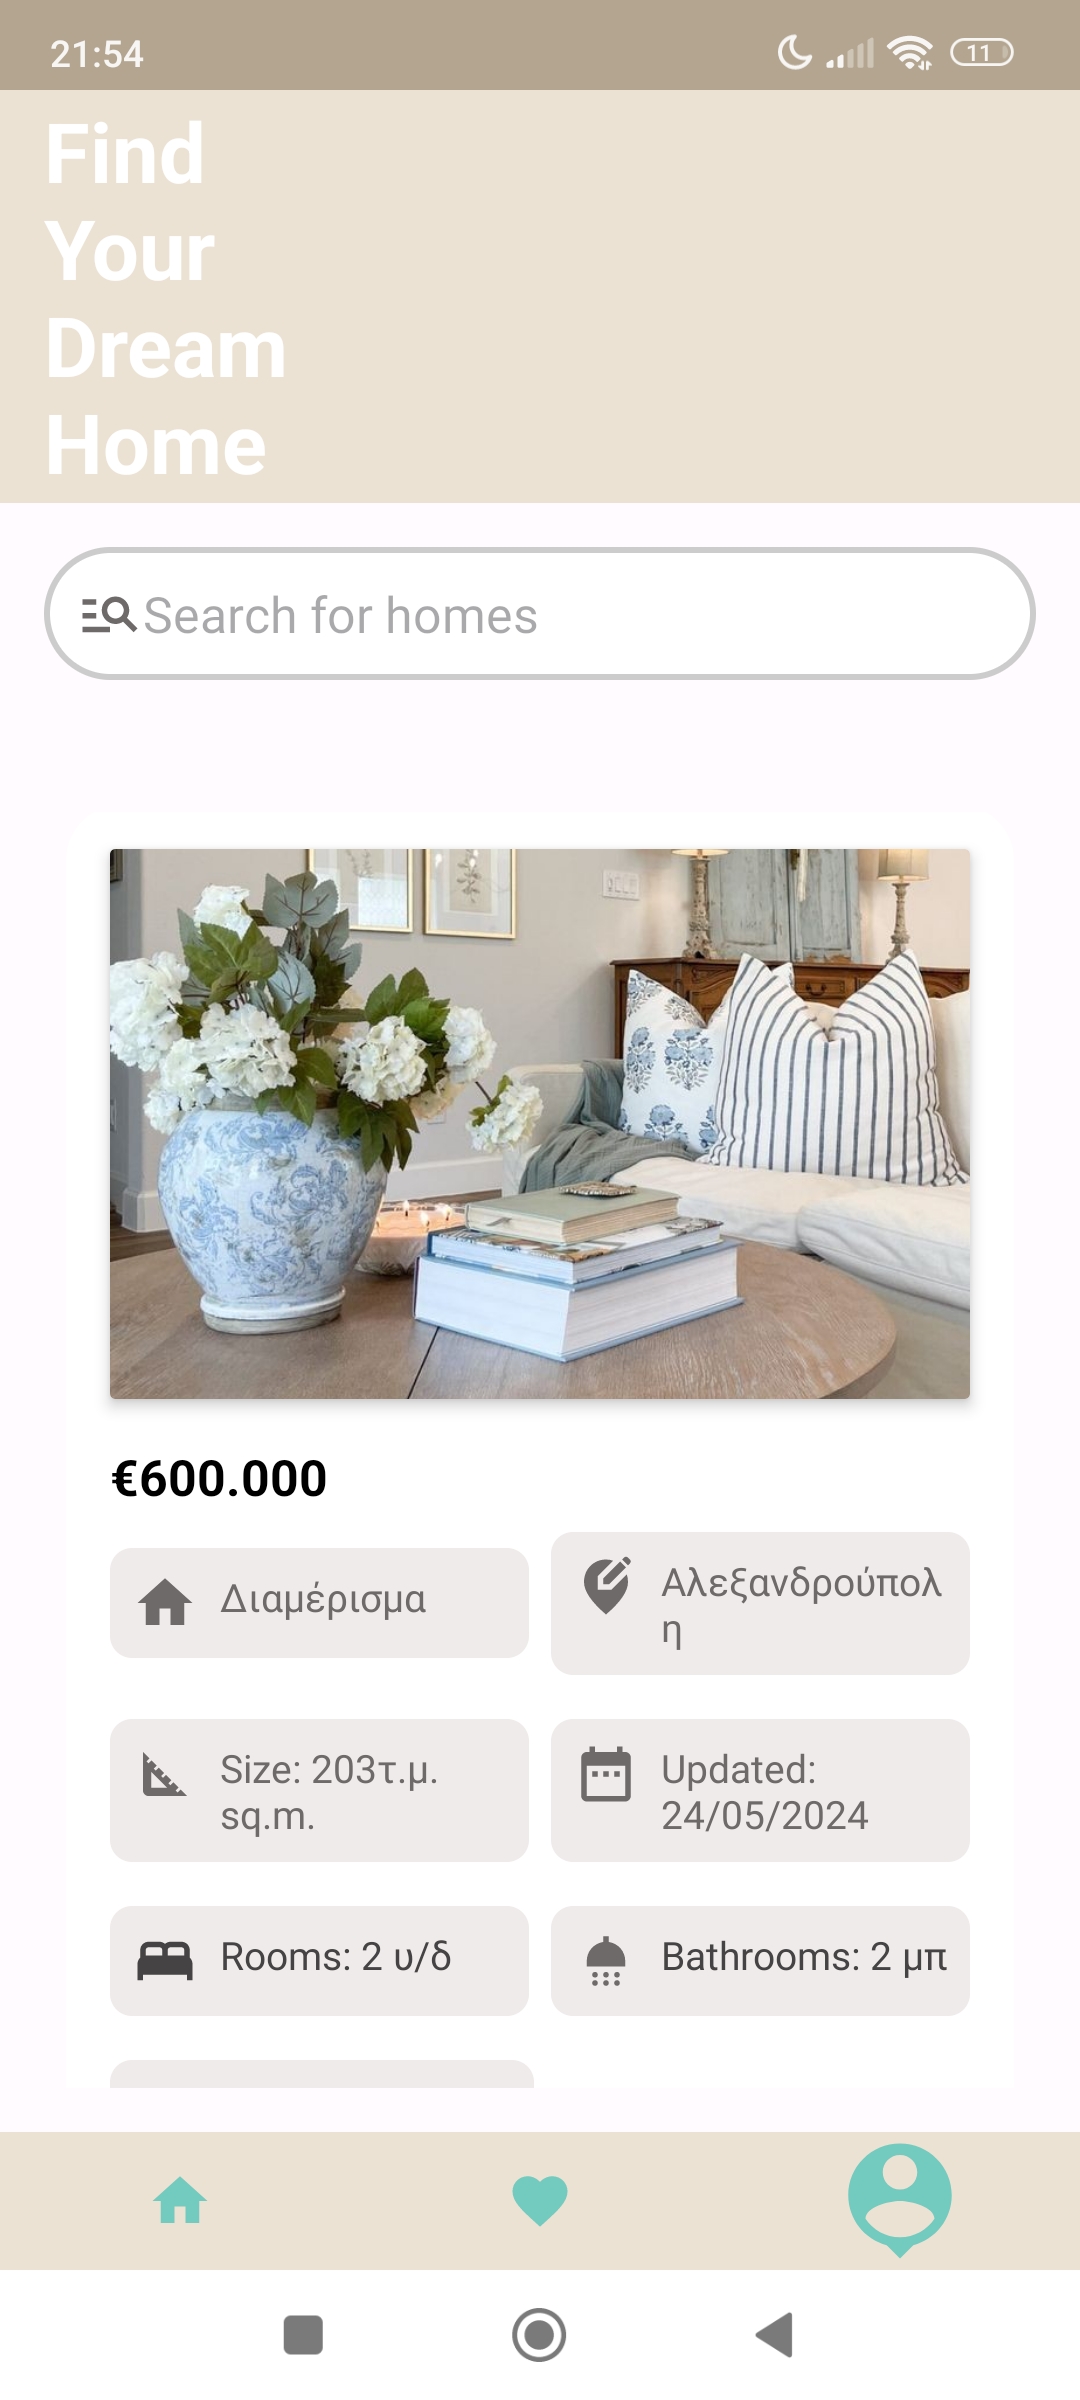 21:54
11
Find
Your
Dream
Home
Search for homes
€600.000
Διαμέρισμα
Αλεξανδρούπολ
η
Size: 203τ.μ.
sq.m.
Updated:
24/05/2024
Rooms: 2 υ/δ
Bathrooms: 2 μπ